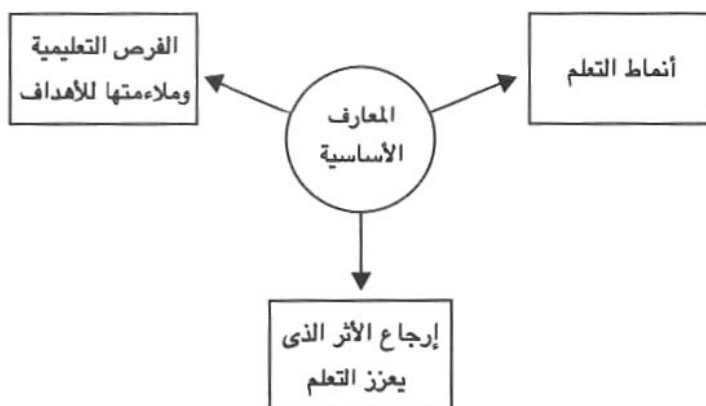 أنماط التعلم
المعارف
الأساسية
الفرص التعليمية
وملاءمتها للأهداف
إرجاع الأثر الذى
يعزز التعلم